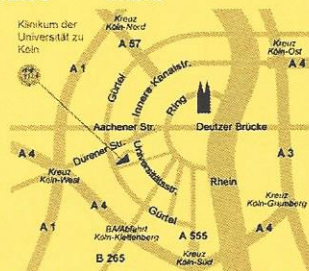 Klinikum der
Universität zu
Köln
Kreuz
Köln-Nord
A 57
Kreuz
Köln-Ost
A 4
A 1
Gürtel
Innere Kanalstr.
Ring
Aachener Str.
Deutzer Brücke
Dürener Str.
Universitätsstr.
A 4
Kreuz
Köln-West
A 3
Rhein
Kreuz
Köln-Gremberg
A 4
A 4
Gürtel
A 1
BA/Abfahrt
Köln-Klettenberg
A 555
B 265
Kreuz
Köln-Süd